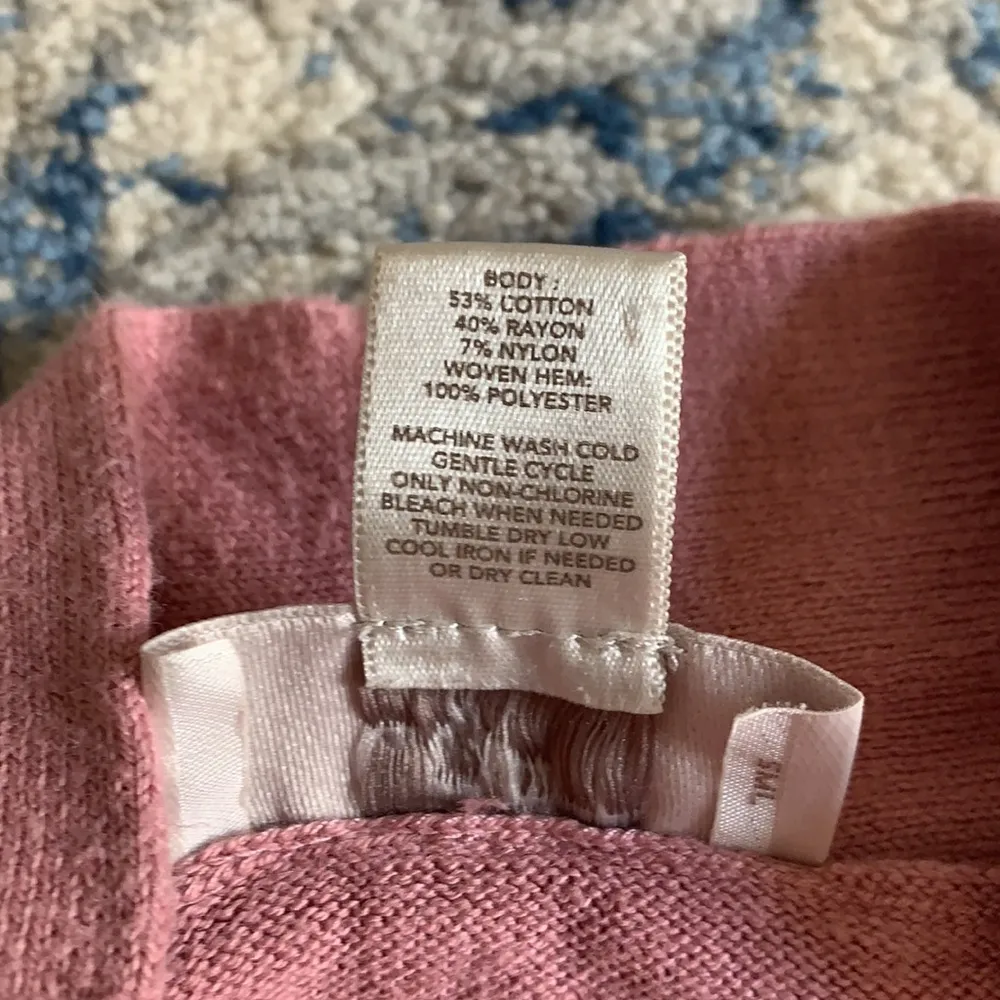 BODY :
53% COTTON
40% RAYON
7% NYLON
WOVEN HEM:
100% POLYESTER
MACHINE WASH COLD
GENTLE CYCLE
ONLY NON-CHLORINE
BLEACH WHEN NEEDED
TUMBLE DRY LOW
COOL IRON IF NEEDED
OR DRY CLEAN